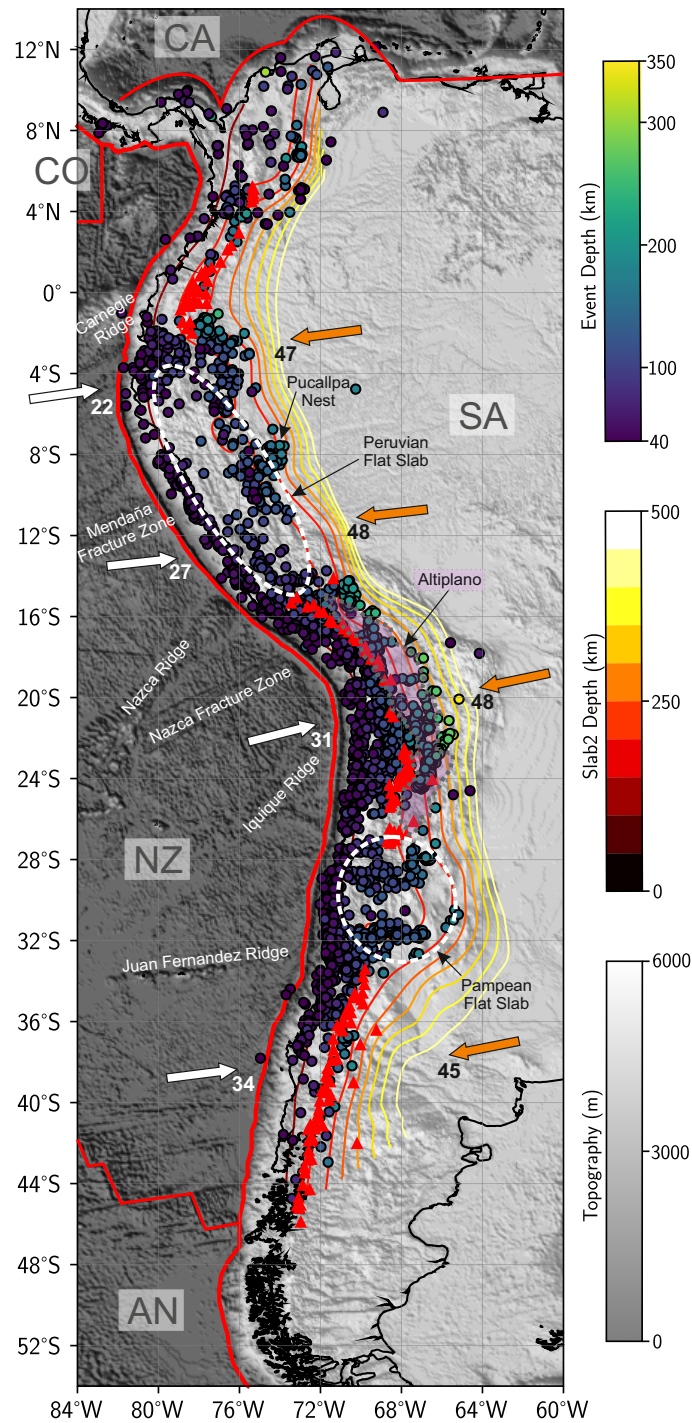 CA
12°N
8°N
CO
4°N
0°
Carnegie
Ridge
47
4°S
Pucallpa
Nest
22
SA
8°S
Peruvian
Flat Slab
Mendaña
Fracture Zone
48
12°S
27
Altiplano
16°S
Nazca Ridge
Nazca Fracture Zone
48
20°S
31
Iquique Ridge
24°S
NZ
28°S
32°S
Juan Fernandez Ridge
Pampean
Flat Slab
36°S
45
34
40°S
44°S
48°S
AN
52°S
84°W
80°W
76°W
72°W
68°W
64°W
60°W
350
300
200
100
40
Event Depth (km)
500
250
0
Slab2 Depth (km)
6000
3000
0
Topography (m)